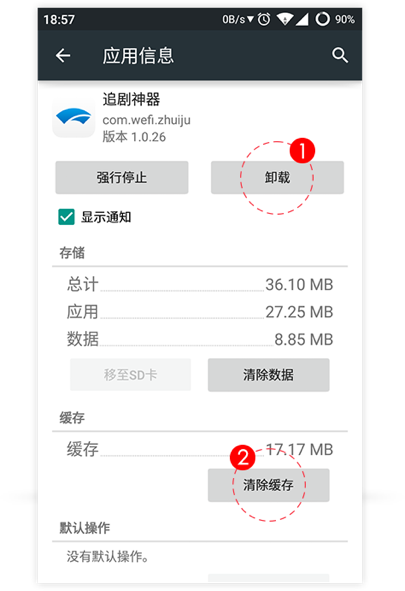 18:57 0B/s 90%
应用信息
追剧神器
com.wefi.zhuiju
版本 1.0.26
1
强行停止 卸载
显示通知
存储
总计 36.10 MB
应用 27.25 MB
数据 8.85 MB
移至SD卡 清除数据
缓存
缓存 17.17 MB
2
清除缓存
默认操作
没有默认操作。